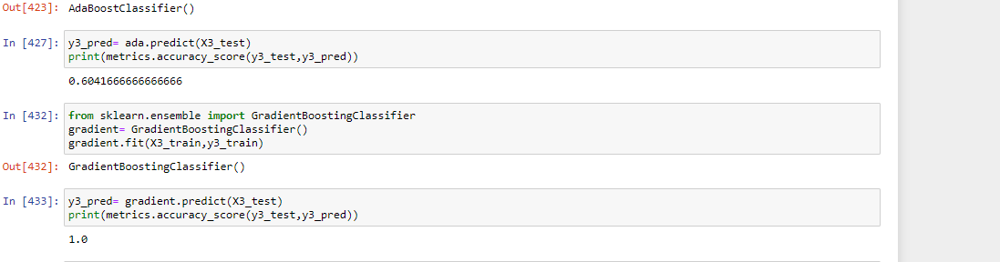 Out[423]: AdaBoostClassifier()
In [427]: y3_pred= ada.predict(X3_test)
print(metrics.accuracy_score(y3_test,y3_pred))
0.6041666666666666
In [432]: from sklearn.ensemble import GradientBoostingClassifier
gradient= GradientBoostingClassifier()
gradient.fit(X3_train,y3_train)
Out[432]: GradientBoostingClassifier()
In [433]: y3_pred= gradient.predict(X3_test)
print(metrics.accuracy_score(y3_test,y3_pred))
1.0